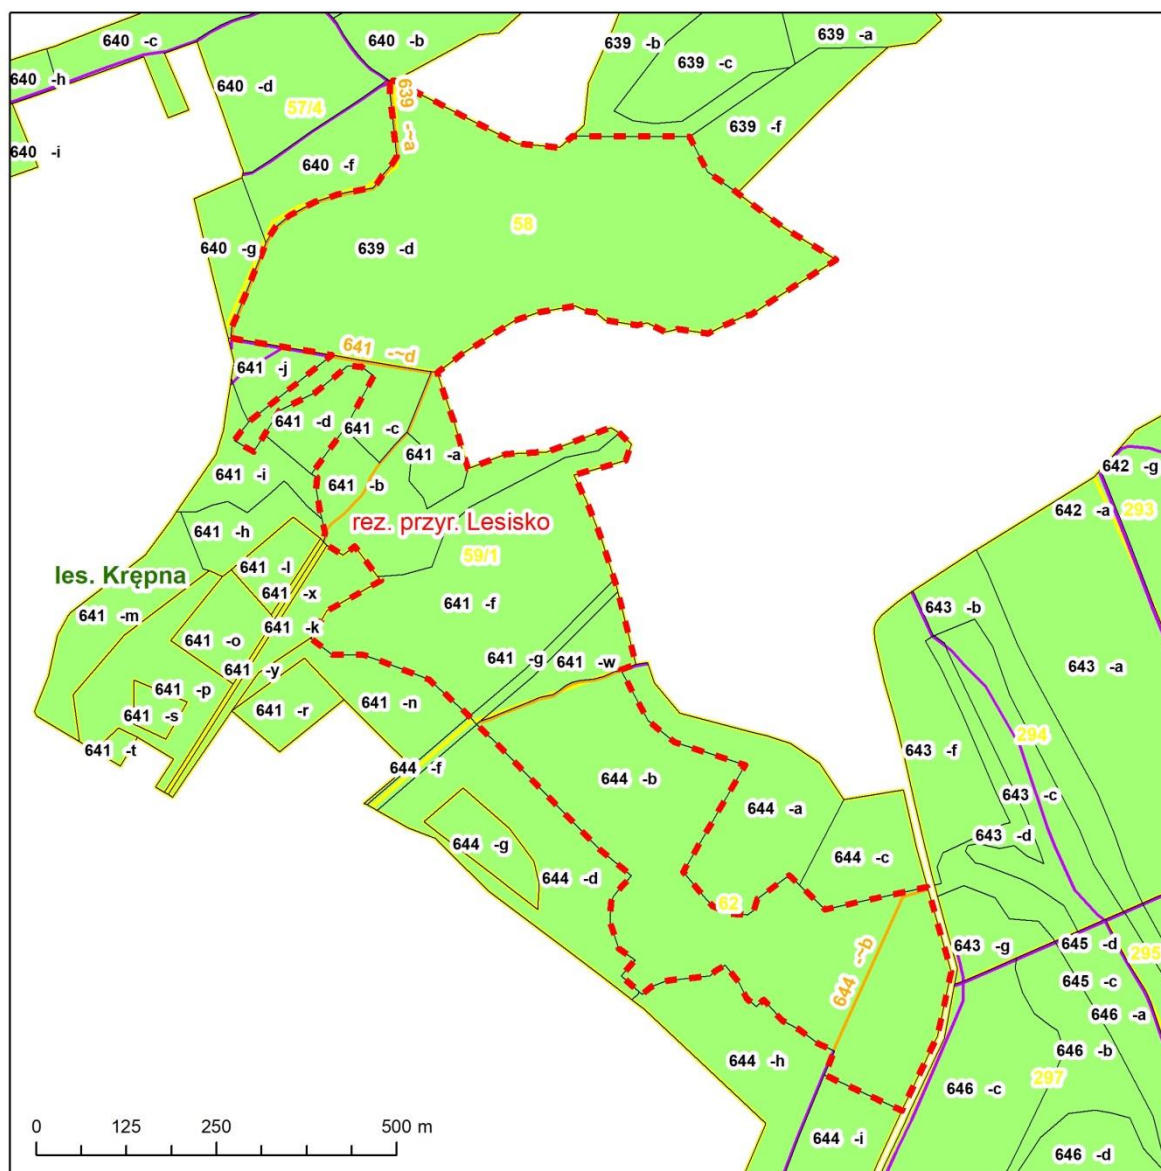 640 -c
640 -b
639 -b
639 -a
639 -c
640 -h
640 -d
57/4
639 -~a
639 -f
640 -i
640 -f
58
640 -g
639 -d
641 -~d
641 -j
641 -d
641 -c
641 -a
641 -i
641 -b
642 -g
642 -a
293
rez. przyr. Lesisko
641 -h
59/1
641 -l
les. Krępna
641 -x
641 -f
643 -b
641 -m
641 -k
641 -o
641 -g
641 -w
643 -a
641 -y
641 -p
641 -n
641 -r
641 -s
294
641 -t
643 -f
644 -f
644 -b
643 -c
644 -a
643 -d
644 -g
644 -c
644 -d
62
644 -~b
643 -g
645 -d
295
645 -c
646 -a
644 -h
646 -b
297
646 -c
0 125 250 500 m
644 -i
646 -d